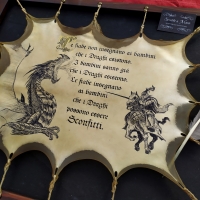 Le fiabe non insegnano ai bambini
che i Draghi esistono.
I bambini sanno già
che i Draghi esistono.
Le fiabe insegnano
ai bambini
che i Draghi
possono essere
Sconfitti.